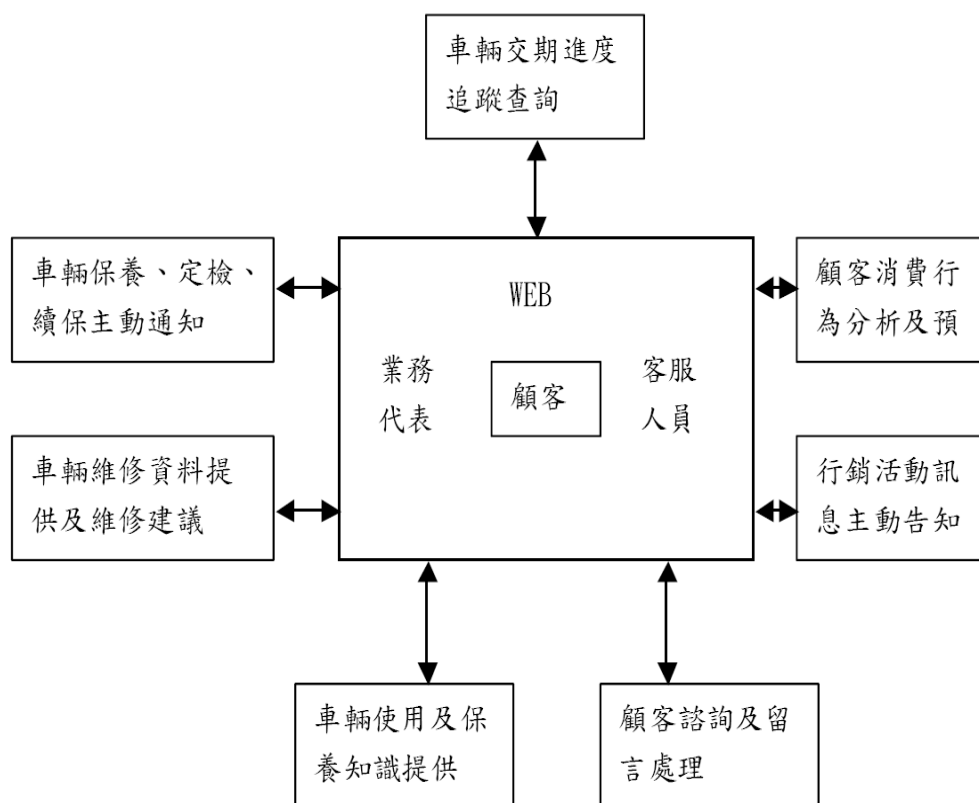 車輛交期進度
追蹤查詢
車輛保養、定檢、
續保主動通知
WEB
顧客消費行
為分析及預
業務
代表
顧客
客服
人員
車輛維修資料提
供及維修建議
行銷活動訊
息主動告知
車輛使用及保
養知識提供
顧客諮詢及留
言處理